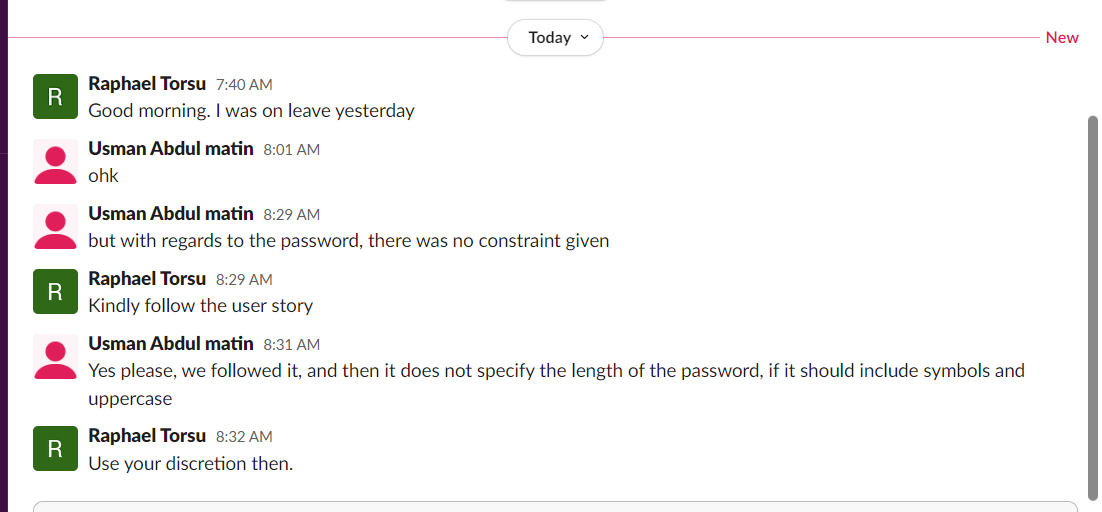 Today
New
R
Raphael Torsu 7:40 AM
Good morning. I was on leave yesterday
Usman Abdul matin 8:01 AM
ohk
Usman Abdul matin 8:29 AM
but with regards to the password, there was no constraint given
R
Raphael Torsu 8:29 AM
Kindly follow the user story
Usman Abdul matin 8:31 AM
Yes please, we followed it, and then it does not specify the length of the password, if it should include symbols and
uppercase
R
Raphael Torsu 8:32 AM
Use your discretion then.